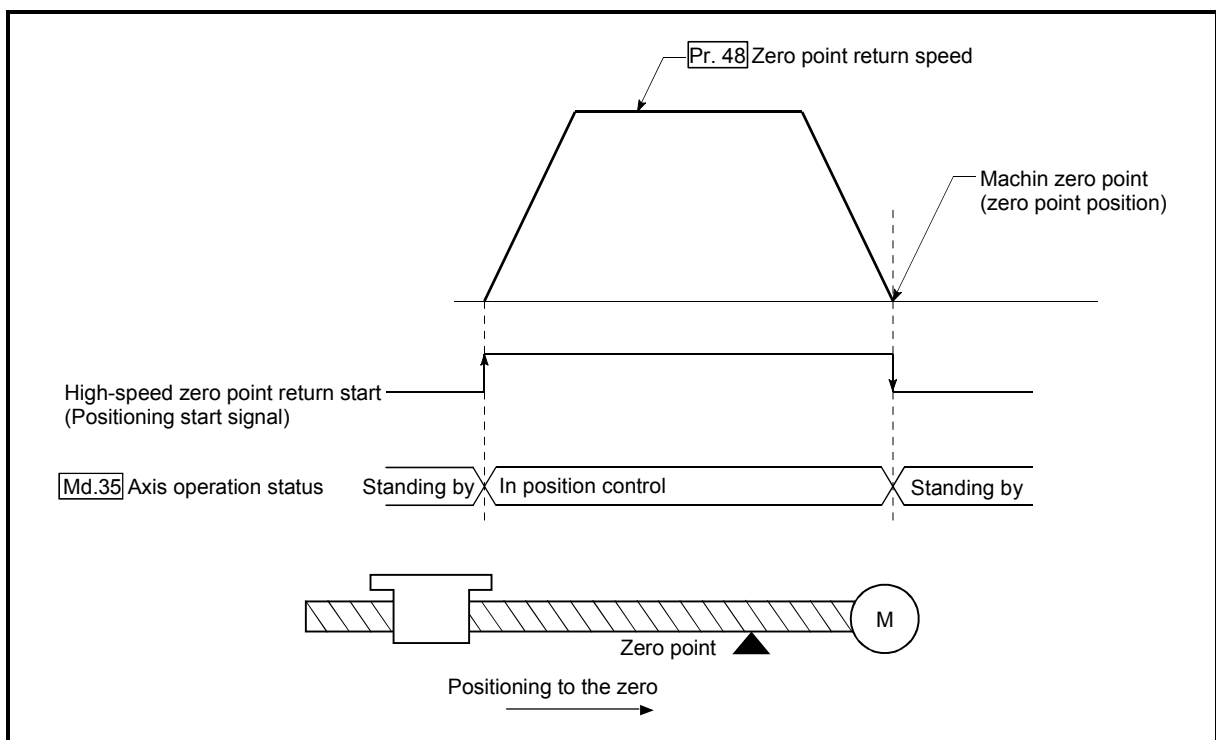 Pr. 48 Zero point return speed
Machin zero point
(zero point position)
High-speed zero point return start
(Positioning start signal)
Md.35 Axis operation status Standing by In position control Standing by
M
Zero point
Positioning to the zero